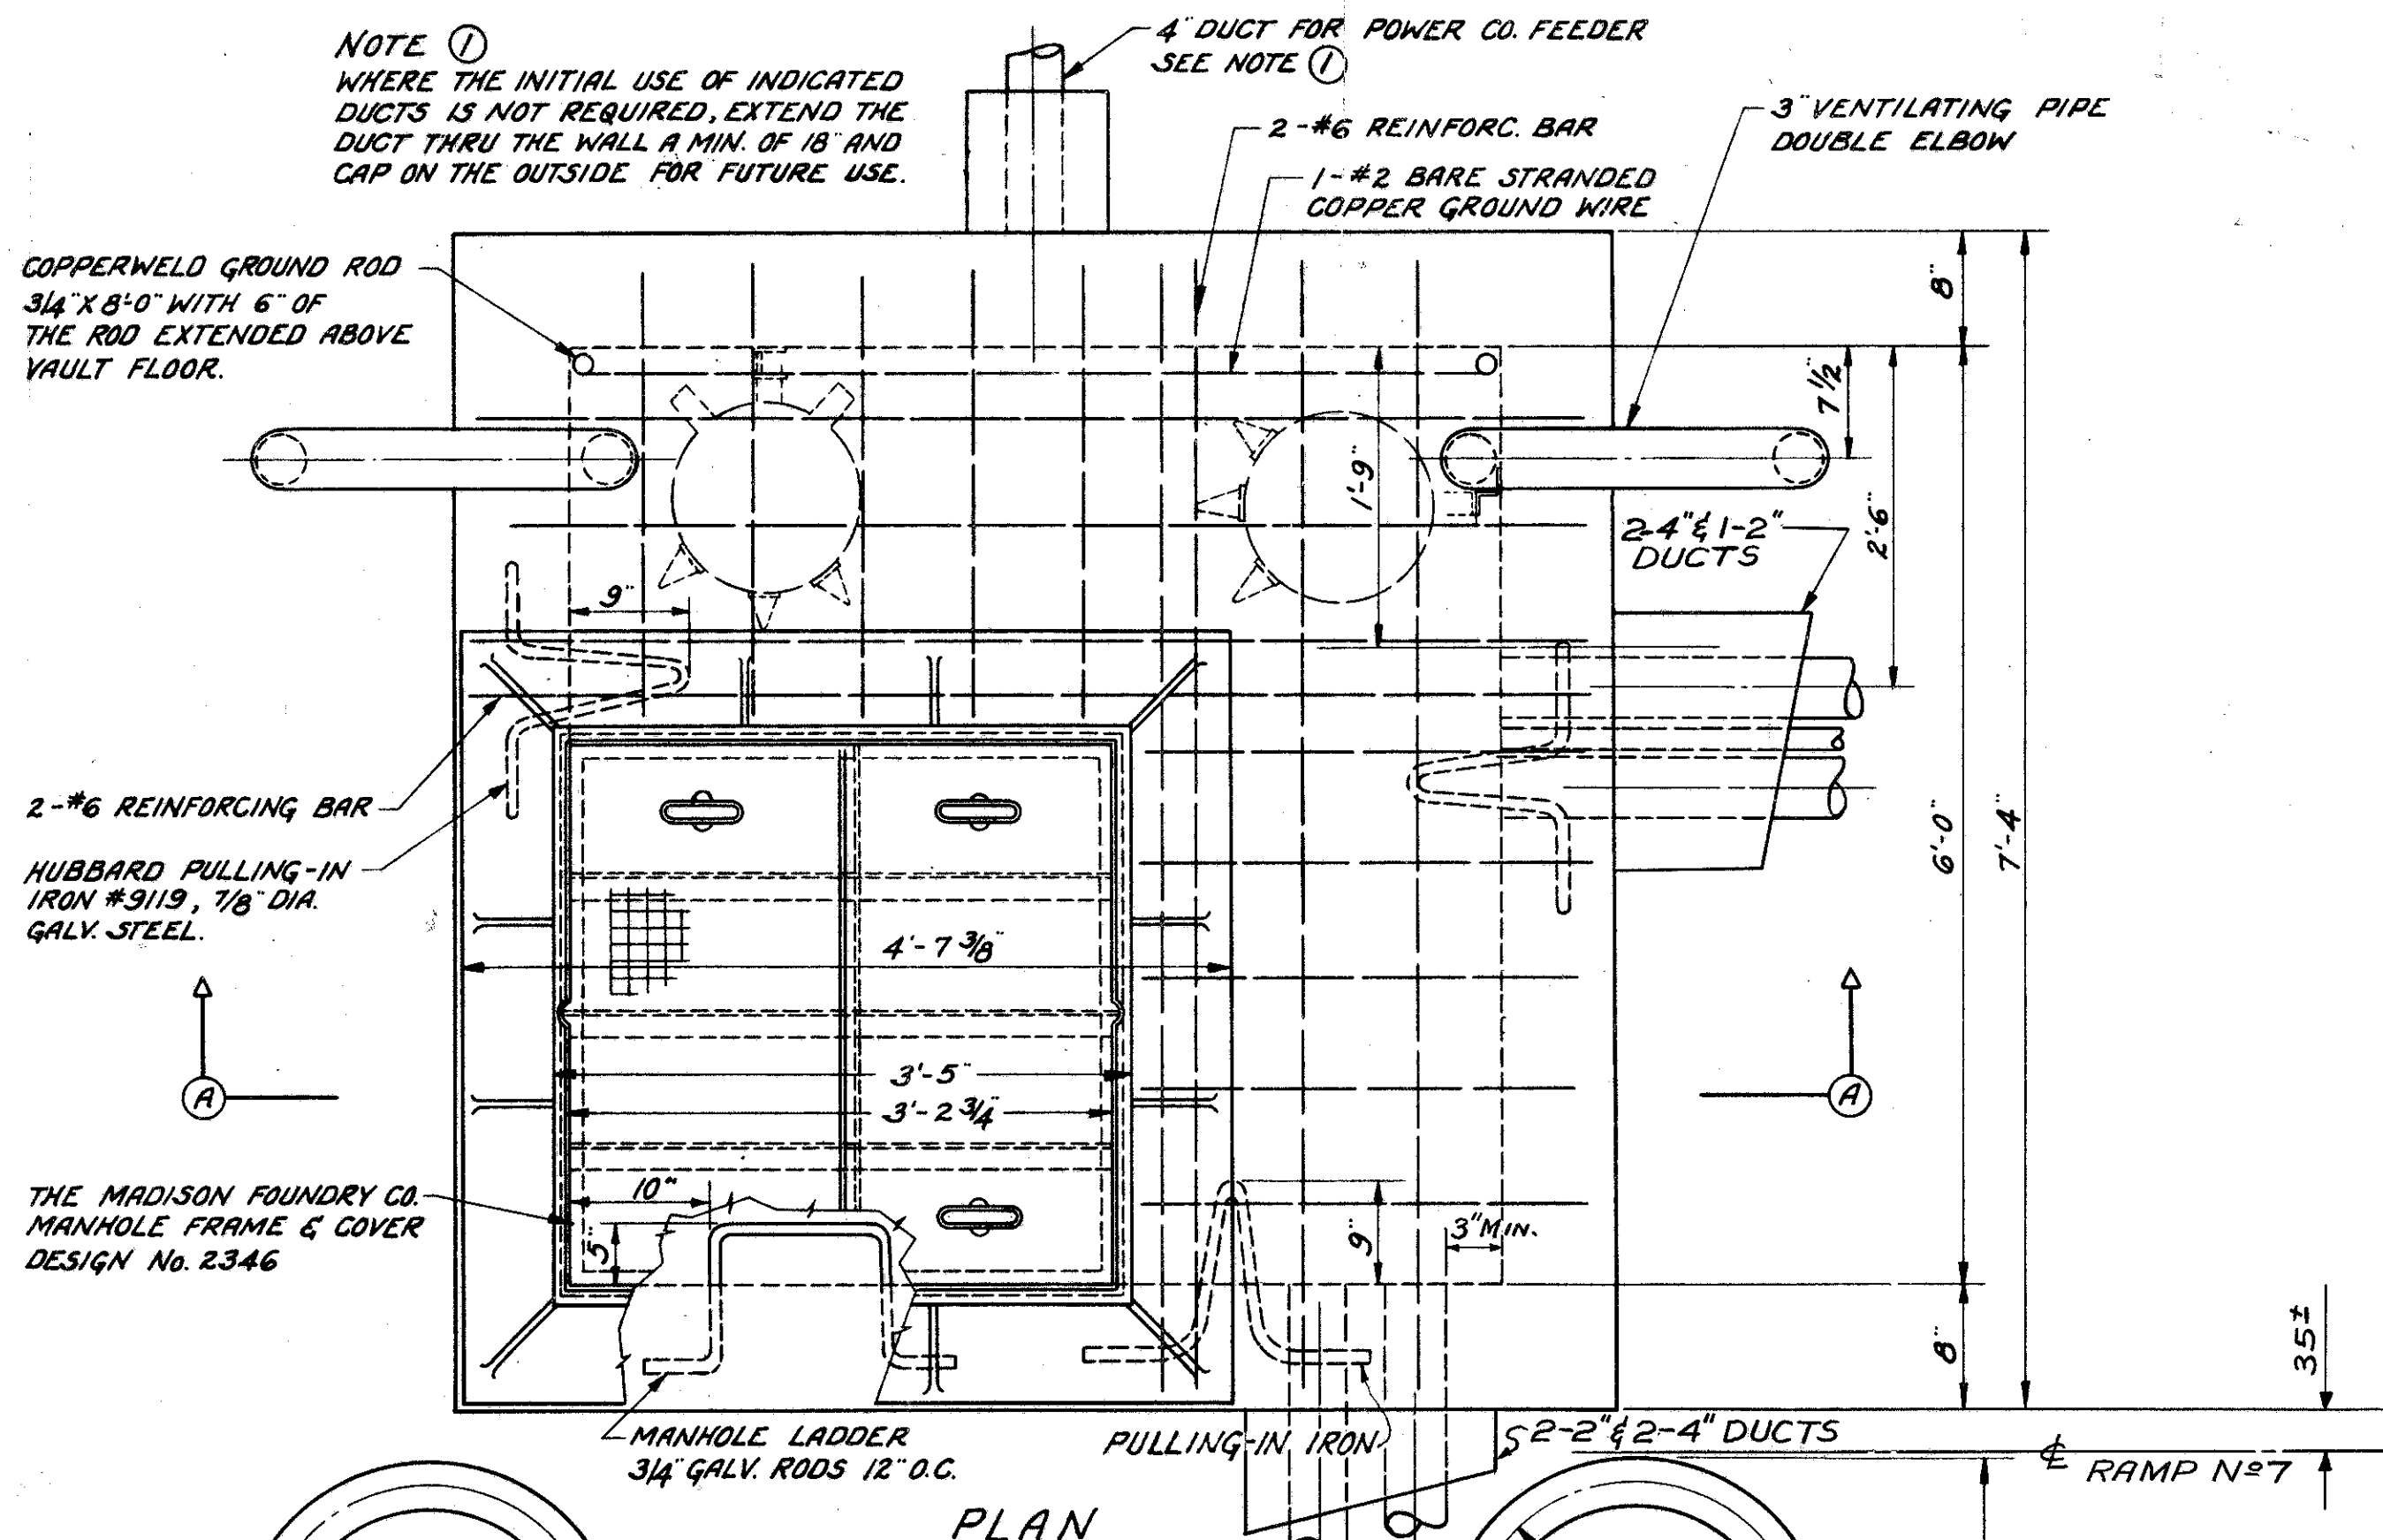 NOTE ①
WHERE THE INITIAL USE OF INDICATED
DUCTS IS NOT REQUIRED, EXTEND THE
DUCT THRU THE WALL A MIN. OF 18" AND
CAP ON THE OUTSIDE FOR FUTURE USE.
4" DUCT FOR POWER CO. FEEDER
SEE NOTE ①
2-#6 REINFORC. BAR
1-#2 BARE STRANDED
COPPER GROUND WIRE
3" VENTILATING PIPE
DOUBLE ELBOW
COPPERWELD GROUND ROD
3/4" X 8'-0" WITH 6" OF
THE ROD EXTENDED ABOVE
VAULT FLOOR.
8"
7 1/2"
1'-9"
2'-6"
2-4" & 1-2"
DUCTS
9"
2-#6 REINFORCING BAR
HUBBARD PULLING-IN
IRON #9119, 7/8" DIA.
GALV. STEEL.
6'-0"
7'-4"
4'-7 3/8"
3'-5"
3'-2 3/4"
A
A
THE MADISON FOUNDRY CO.
MANHOLE FRAME & COVER
DESIGN No. 2346
10"
5"
9"
3" MIN.
8"
35±
MANHOLE LADDER
3/4" GALV. RODS 12" O.C.
PULLING-IN IRON
2-2" & 2-4" DUCTS
℄ RAMP Nº 7
PLAN